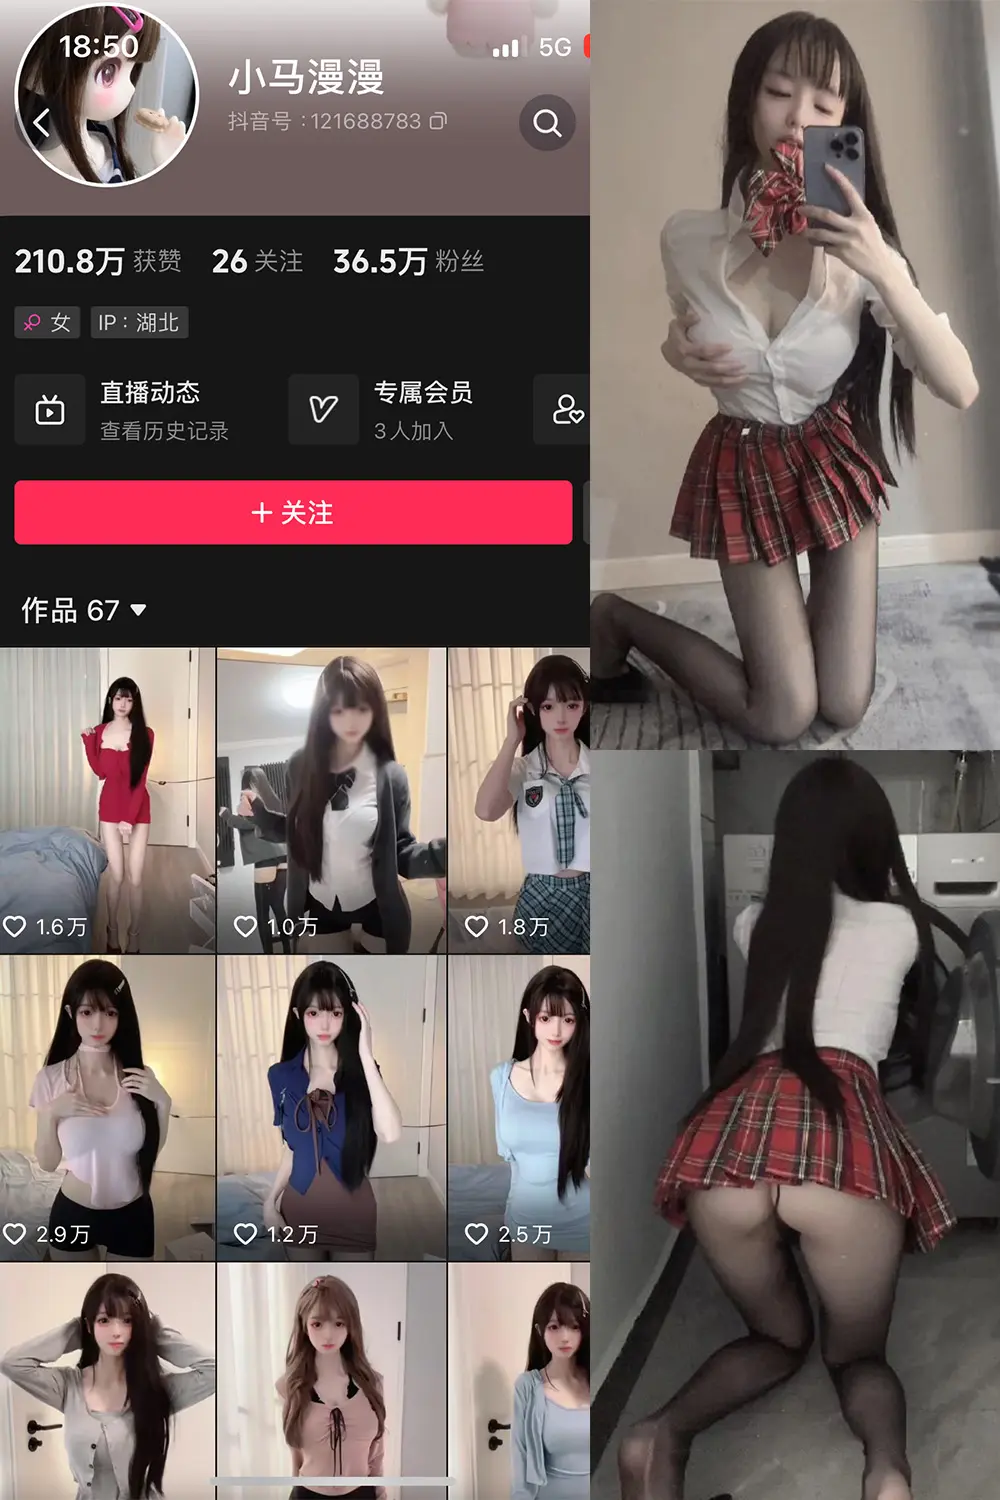 18:50
5G
小马漫漫
抖音号：121688783
210.8万 获赞 26 关注 36.5万 粉丝
女 IP：湖北
直播动态
查看历史记录
专属会员
3人加入
+ 关注
作品 67
1.6万
1.0万
1.8万
2.9万
1.2万
2.5万